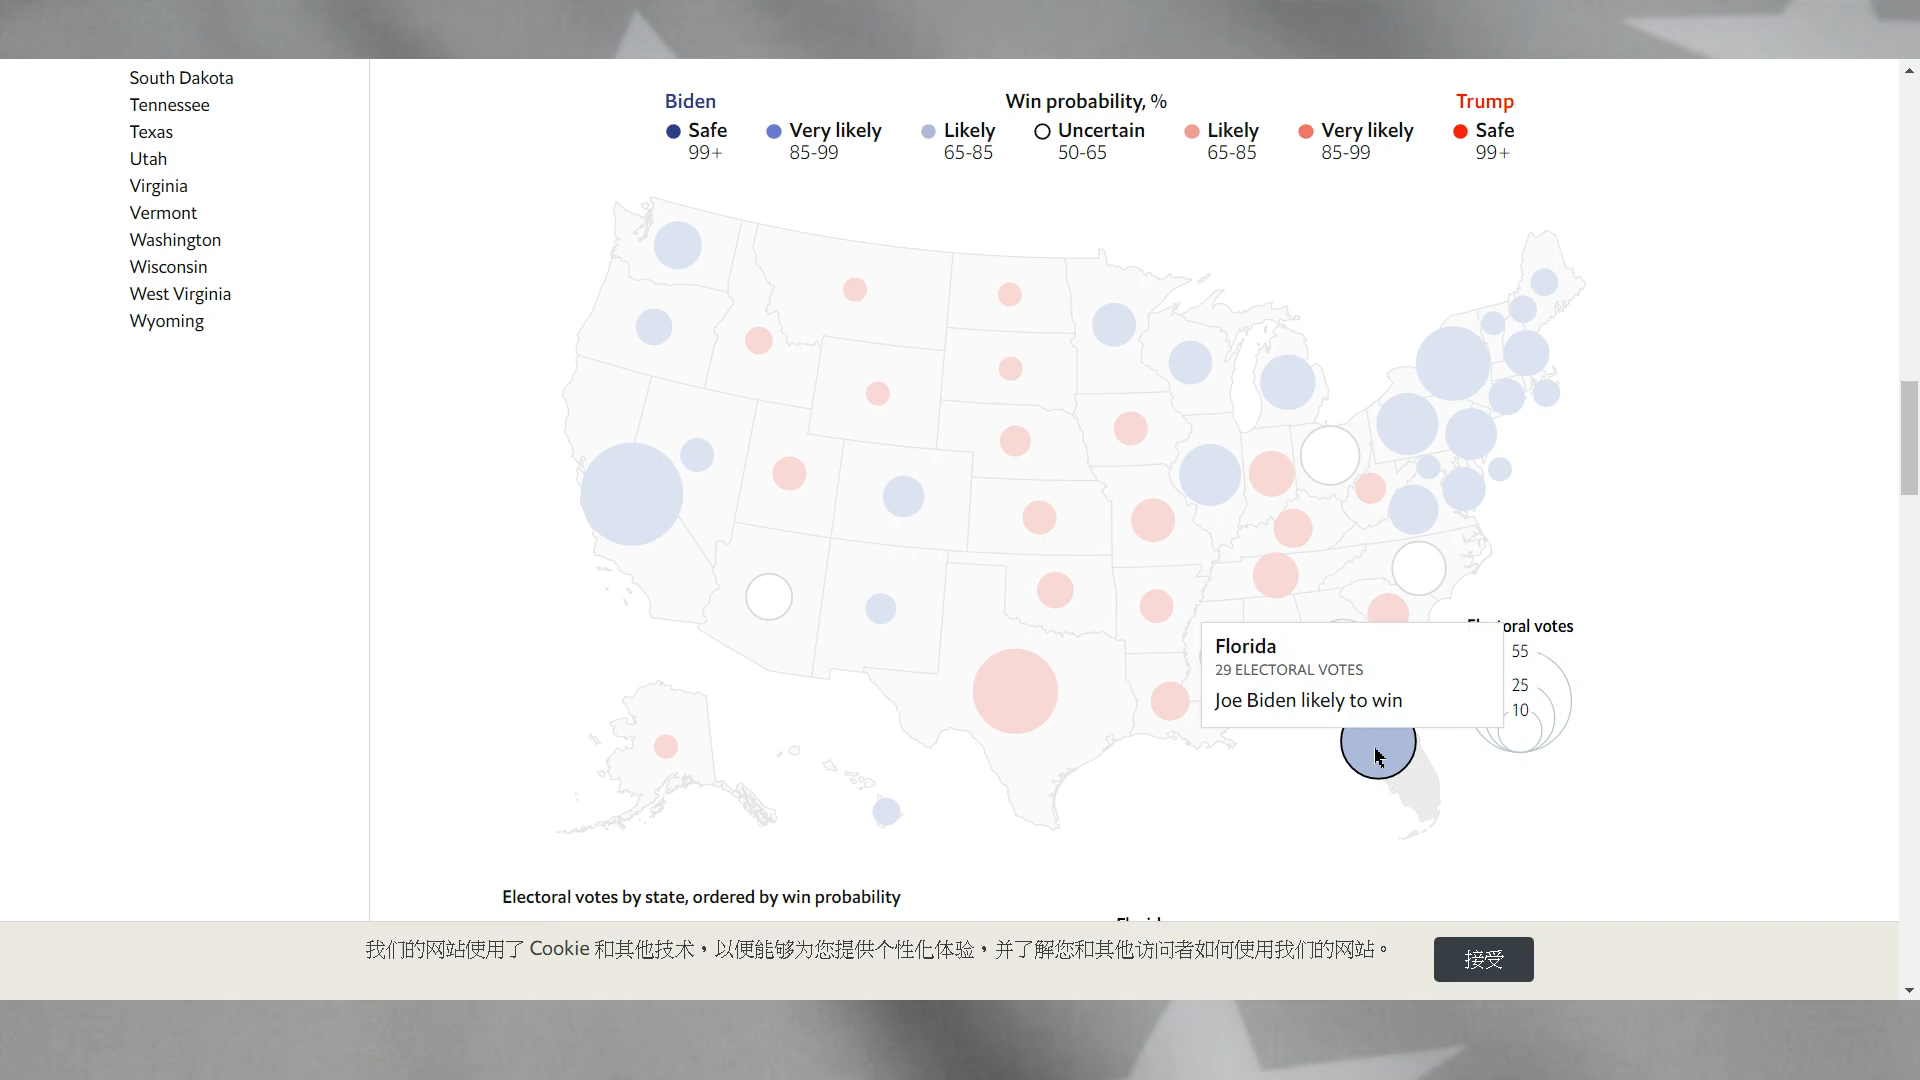 South Dakota
Tennessee
Texas
Utah
Virginia
Vermont
Washington
Wisconsin
West Virginia
Wyoming
Biden
Win probability, %
Trump
Safe
Very likely
Likely
Uncertain
Likely
Very likely
Safe
99+
85-99
65-85
50-65
65-85
85-99
99+
Florida
29 ELECTORAL VOTES
Joe Biden likely to win
votes
55
25
10
Electoral votes by state, ordered by win probability
我们的网站使用了 Cookie 和其他技术，以便能够为您提供个性化体验，并了解您和其他访问者如何使用我们的网站。
接受